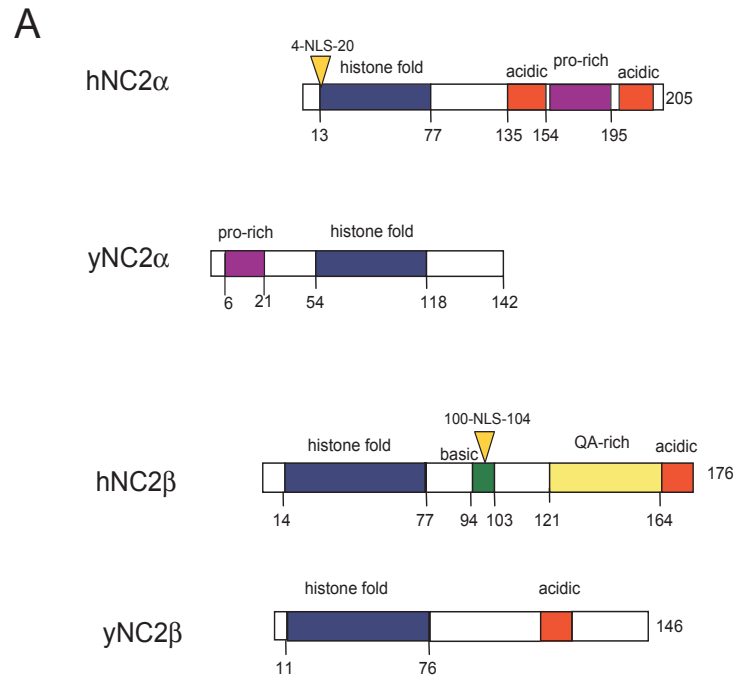 A
4-NLS-20
hNC2α
histone fold
acidic
pro-rich
acidic
205
13
77
135
154
195
yNC2α
pro-rich
histone fold
6
21
54
118
142
100-NLS-104
hNC2β
histone fold
basic
QA-rich
acidic
176
14
77
94
103
121
164
yNC2β
histone fold
acidic
146
11
76